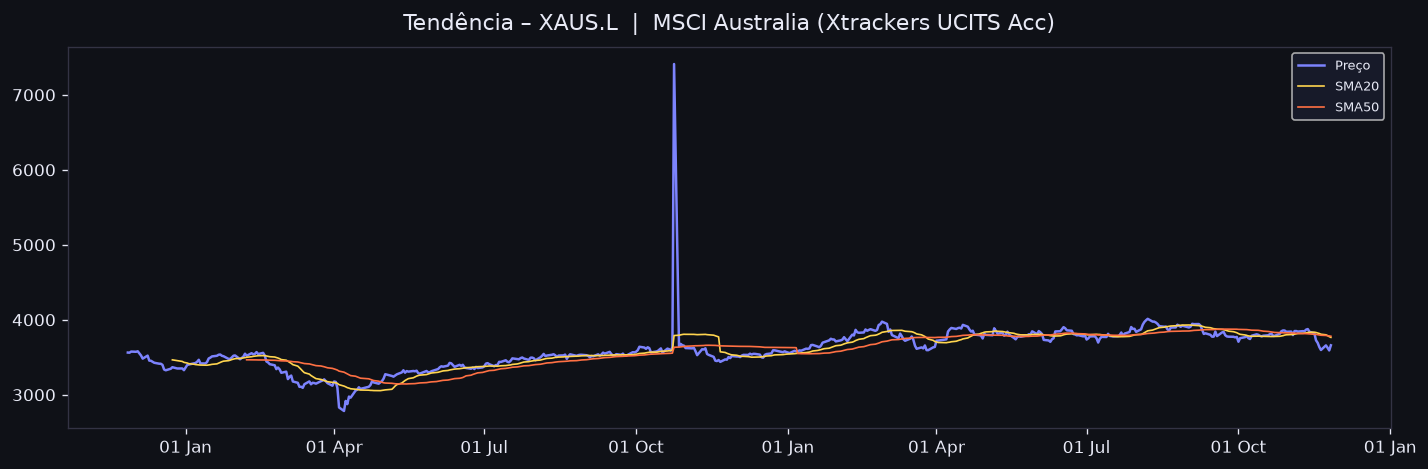 Tendência – XAUS.L | MSCI Australia (Xtrackers UCITS Acc)
Preço
SMA20
SMA50
7000
6000
5000
4000
3000
01 Jan
01 Apr
01 Jul
01 Oct
01 Jan
01 Apr
01 Jul
01 Oct
01 Jan